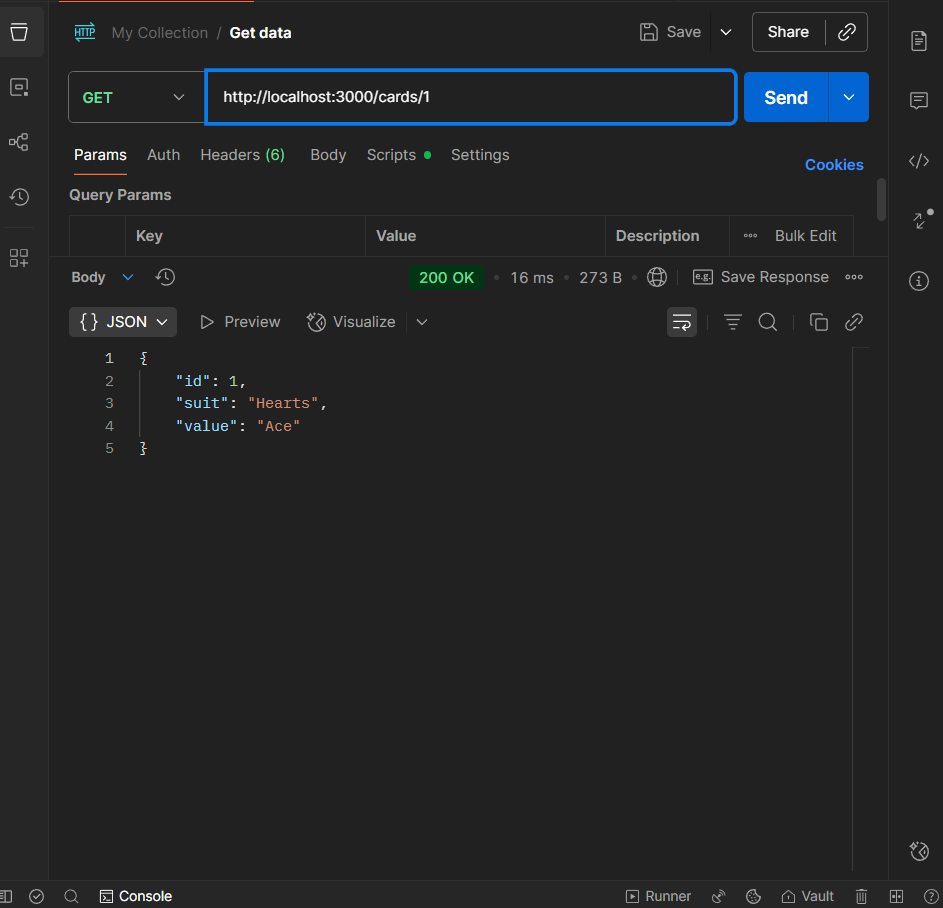 HTTP My Collection / Get data Save Share
GET http://localhost:3000/cards/1 Send
Params Auth Headers (6) Body Scripts Settings Cookies
Query Params
Key Value Description Bulk Edit
Body 200 OK 16 ms 273 B e.g. Save Response
{} JSON Preview Visualize
1 {
2 "id": 1,
3 "suit": "Hearts",
4 "value": "Ace"
5 }
Console Runner Vault